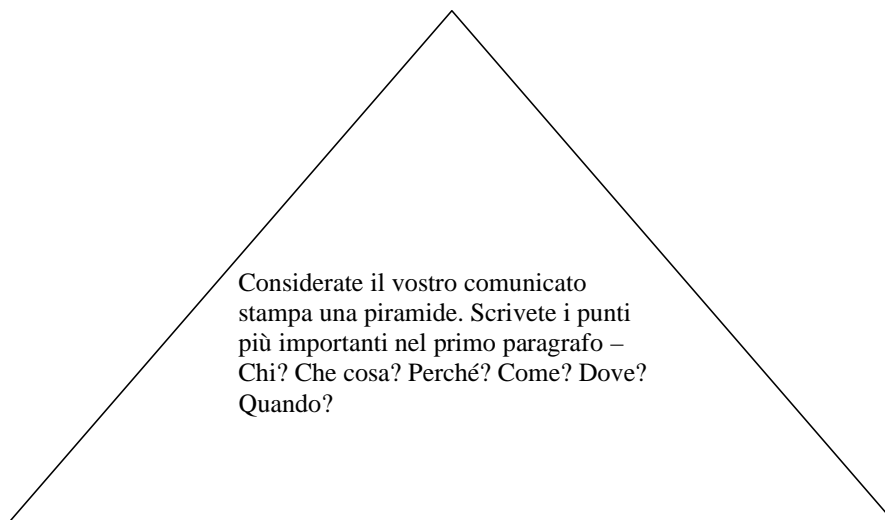 Considerate il vostro comunicato
stampa una piramide. Scrivete i punti
più importanti nel primo paragrafo –
Chi? Che cosa? Perché? Come? Dove?
Quando?